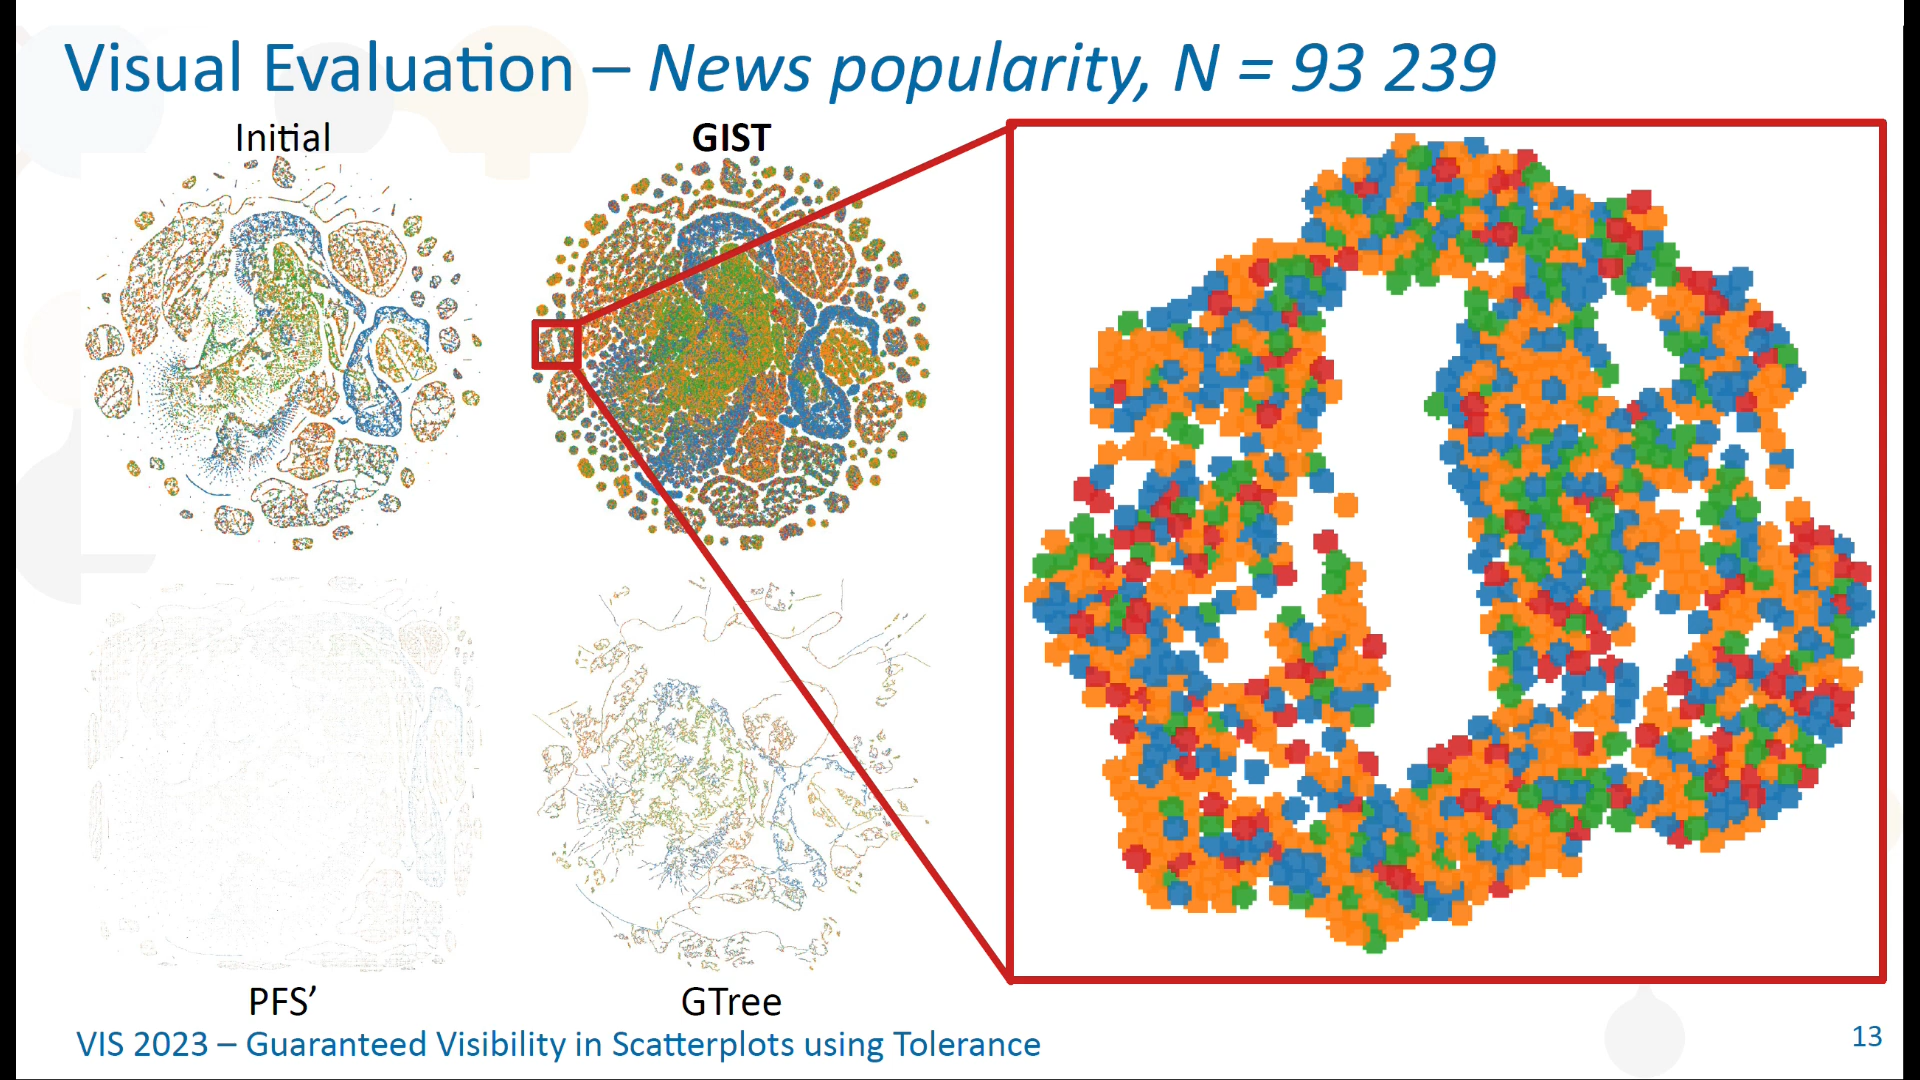 Visual Evaluation – News popularity, N = 93 239
Initial
GIST
PFS’
GTree
VIS 2023 – Guaranteed Visibility in Scatterplots using Tolerance
13